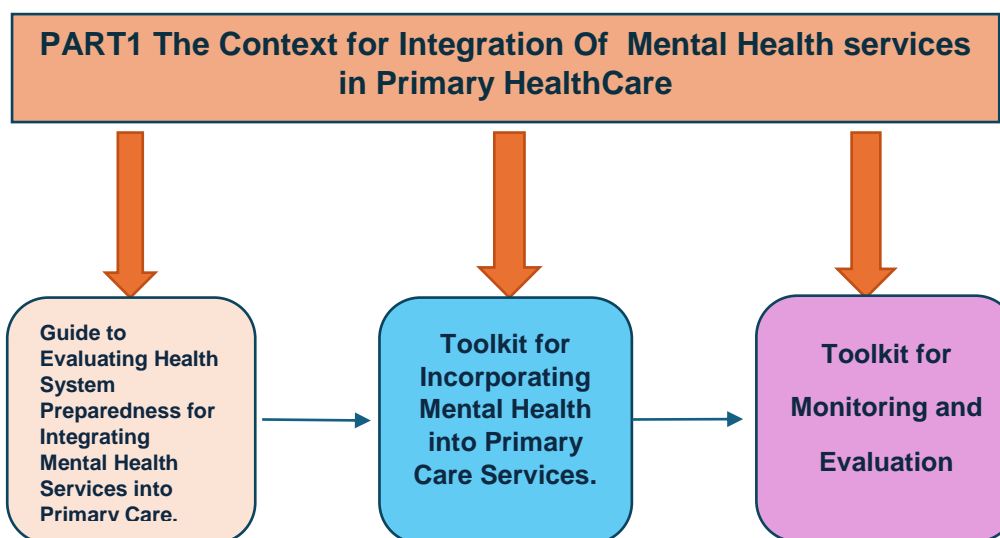 PART1 The Context for Integration Of Mental Health services
in Primary HealthCare
Guide to
Evaluating Health
System
Preparedness for
Integrating
Mental Health
Services into
Primary Care.
Toolkit for
Incorporating
Mental Health
into Primary
Care Services.
Toolkit for
Monitoring and
Evaluation